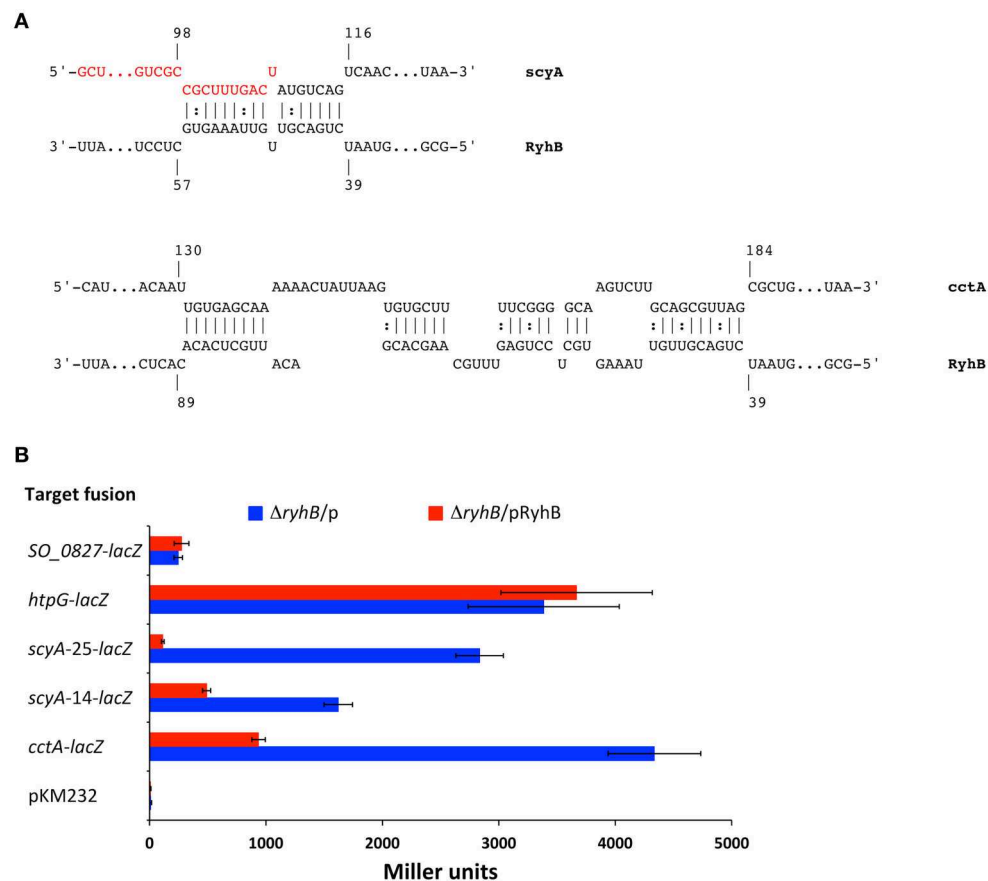 A
98 116
5'-GCU...GUCGC U UCAAC...UAA-3' scyA
CGCUUUGAC AUGUCAG
|:||||:|| |:|||||
GUGAAAUUG UGCAGUC
3'-UUA...UCCUC U UAAUG...GCG-5' RyhB
57 39
130 184
5'-CAU...ACAAU AAAACUAUUAAG AGUCUU CGCUG...UAA-3' cctA
UGUGAGCAA UGUGCUU UUCGGG GCA GCAGCGUUAG
||||||||| :|||||| :||:|| ||| :||:|||:||
ACACUCGUU GCACGAA GAGUCC CGU UGUUGCAGUC
3'-UUA...CUCAC ACA CGUUU U GAAAU UAAUG...GCG-5' RyhB
89 39
B
Target fusion
ΔryhB/p ΔryhB/pRyhB
SO_0827-lacZ
htpG-lacZ
scyA-25-lacZ
scyA-14-lacZ
cctA-lacZ
pKM232
0 1000 2000 3000 4000 5000
Miller units